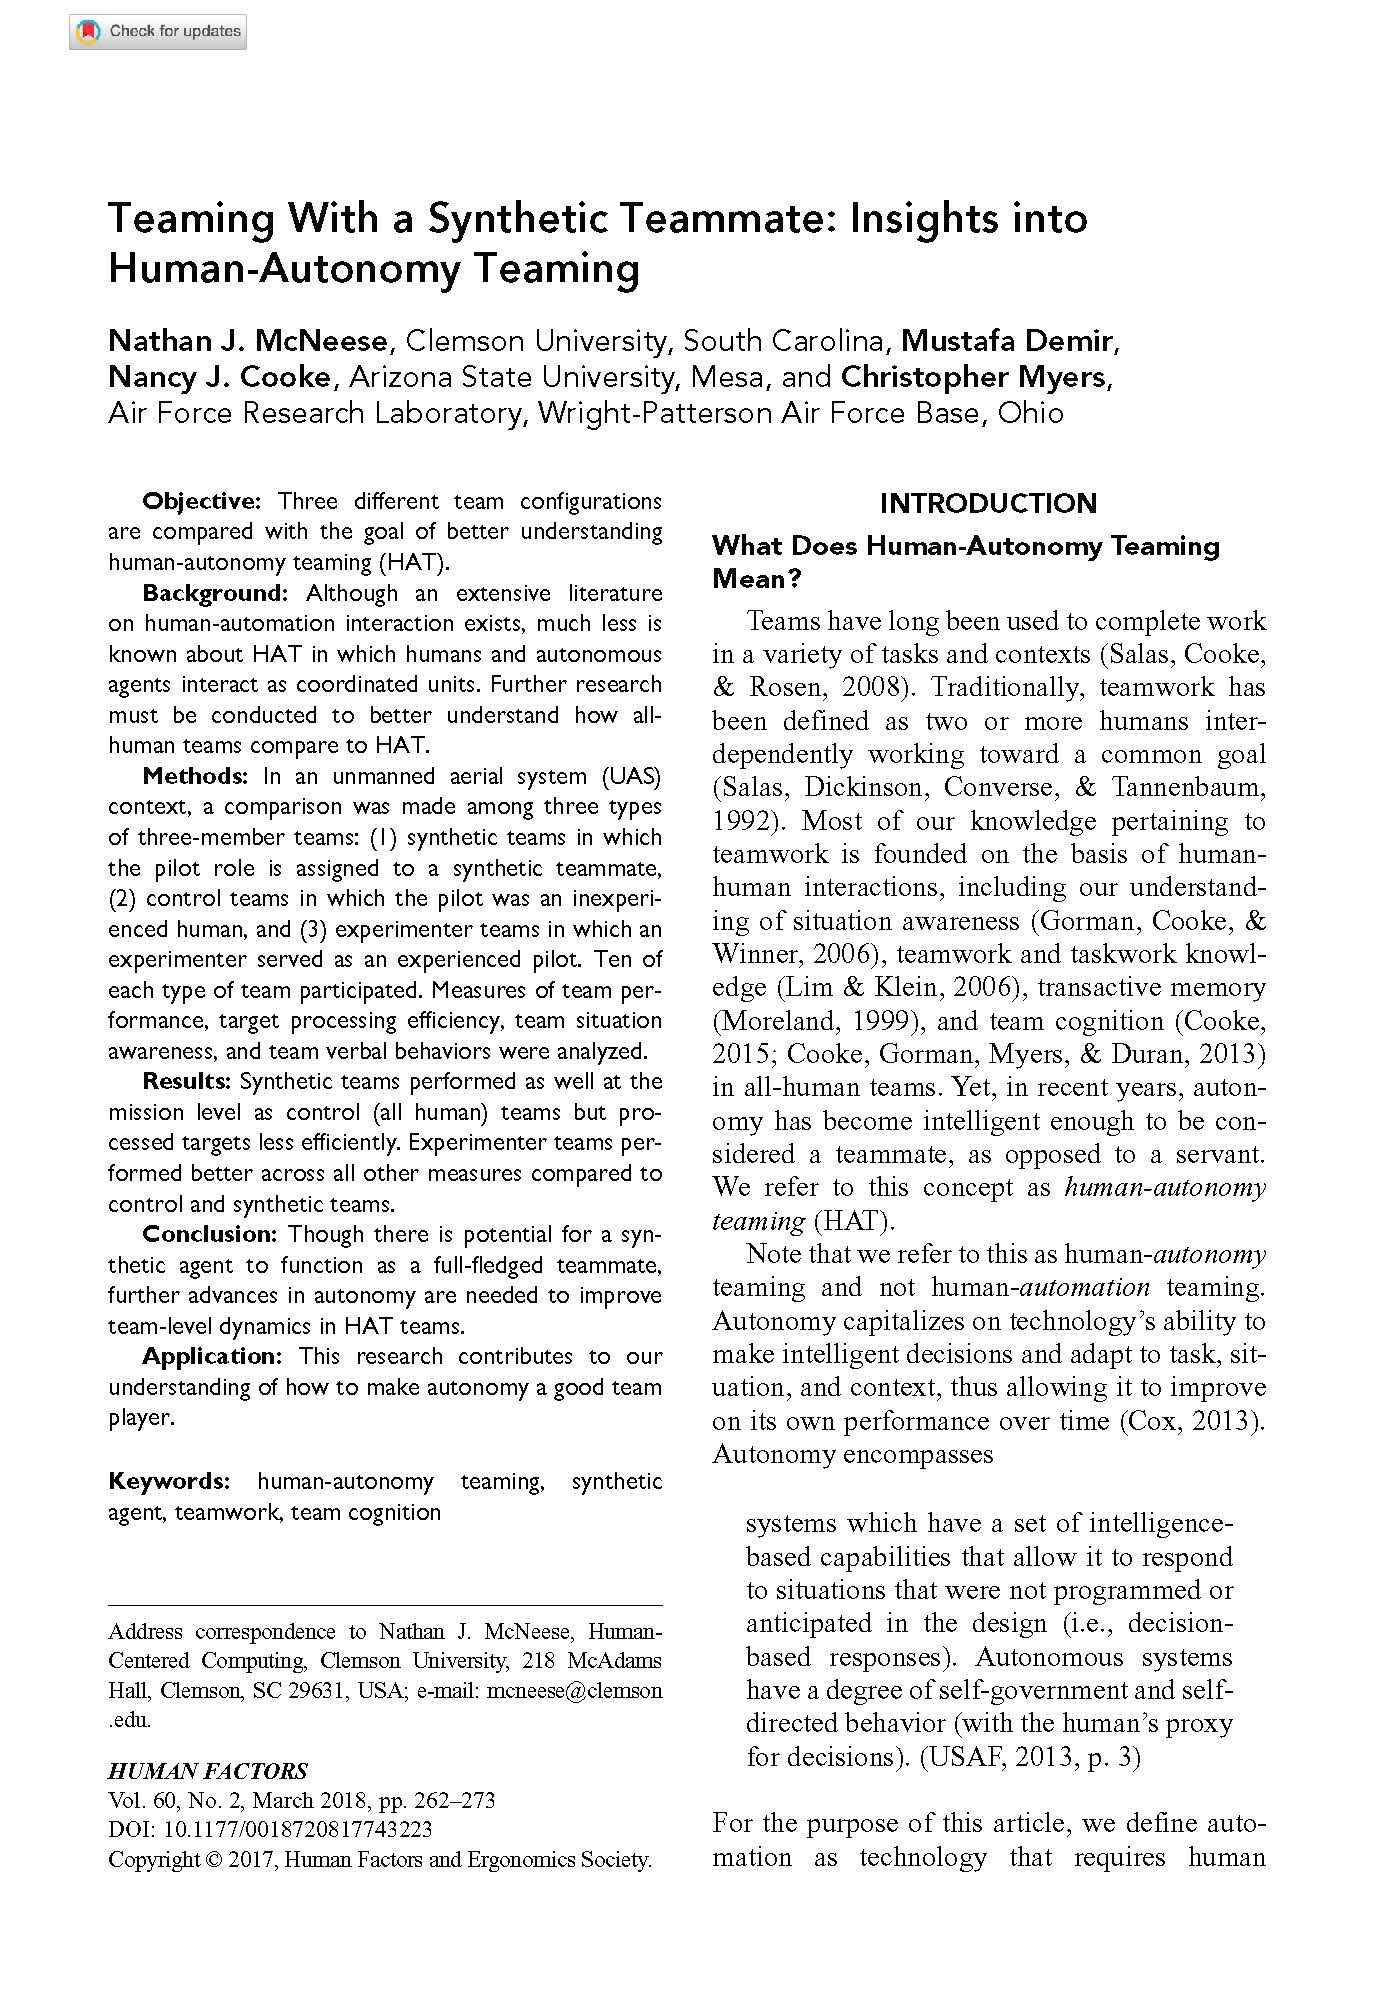 Check for updates
Teaming With a Synthetic Teammate: Insights into
Human-Autonomy Teaming
Nathan J. McNeese, Clemson University, South Carolina, Mustafa Demir,
Nancy J. Cooke, Arizona State University, Mesa, and Christopher Myers,
Air Force Research Laboratory, Wright-Patterson Air Force Base, Ohio
Objective: Three different team configurations
are compared with the goal of better understanding
human-autonomy teaming (HAT).
Background: Although an extensive literature
on human-automation interaction exists, much less is
known about HAT in which humans and autonomous
agents interact as coordinated units. Further research
must be conducted to better understand how all-
human teams compare to HAT.
Methods: In an unmanned aerial system (UAS)
context, a comparison was made among three types
of three-member teams: (1) synthetic teams in which
the pilot role is assigned to a synthetic teammate,
(2) control teams in which the pilot was an inexperi-
enced human, and (3) experimenter teams in which an
experimenter served as an experienced pilot. Ten of
each type of team participated. Measures of team per-
formance, target processing efficiency, team situation
awareness, and team verbal behaviors were analyzed.
Results: Synthetic teams performed as well at the
mission level as control (all human) teams but pro-
cessed targets less efficiently. Experimenter teams per-
formed better across all other measures compared to
control and synthetic teams.
Conclusion: Though there is potential for a syn-
thetic agent to function as a full-fledged teammate,
further advances in autonomy are needed to improve
team-level dynamics in HAT teams.
Application: This research contributes to our
understanding of how to make autonomy a good team
player.
Keywords: human-autonomy teaming, synthetic
agent, teamwork, team cognition
Address correspondence to Nathan J. McNeese, Human-
Centered Computing, Clemson University, 218 McAdams
Hall, Clemson, SC 29631, USA; e-mail: mcneese@clemson
.edu.
HUMAN FACTORS
Vol. 60, No. 2, March 2018, pp. 262–273
DOI: 10.1177/0018720817743223
Copyright © 2017, Human Factors and Ergonomics Society.
INTRODUCTION
What Does Human-Autonomy Teaming
Mean?
Teams have long been used to complete work
in a variety of tasks and contexts (Salas, Cooke,
& Rosen, 2008). Traditionally, teamwork has
been defined as two or more humans inter-
dependently working toward a common goal
(Salas, Dickinson, Converse, & Tannenbaum,
1992). Most of our knowledge pertaining to
teamwork is founded on the basis of human-
human interactions, including our understand-
ing of situation awareness (Gorman, Cooke, &
Winner, 2006), teamwork and taskwork knowl-
edge (Lim & Klein, 2006), transactive memory
(Moreland, 1999), and team cognition (Cooke,
2015; Cooke, Gorman, Myers, & Duran, 2013)
in all-human teams. Yet, in recent years, auton-
omy has become intelligent enough to be con-
sidered a teammate, as opposed to a servant.
We refer to this concept as human-autonomy
teaming (HAT).
Note that we refer to this as human-autonomy
teaming and not human-automation teaming.
Autonomy capitalizes on technology’s ability to
make intelligent decisions and adapt to task, sit-
uation, and context, thus allowing it to improve
on its own performance over time (Cox, 2013).
Autonomy encompasses
systems which have a set of intelligence-
based capabilities that allow it to respond
to situations that were not programmed or
anticipated in the design (i.e., decision-
based responses). Autonomous systems
have a degree of self-government and self-
directed behavior (with the human’s proxy
for decisions). (USAF, 2013, p. 3)
For the purpose of this article, we define auto-
mation as technology that requires human